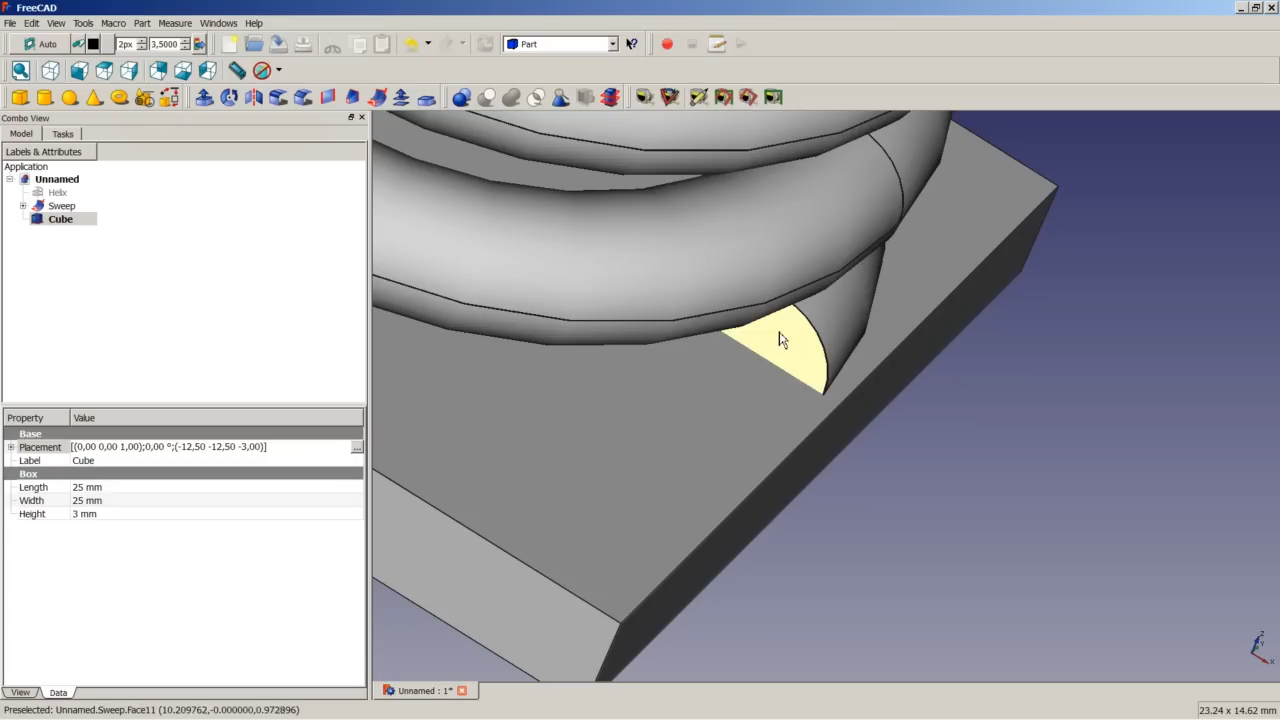 FreeCAD
File Edit View Tools Macro Part Measure Windows Help
Auto 2px 3,5000 Part
Combo View
Model Tasks
Labels & Attributes
Application
Unnamed
Helix
Sweep
Cube
Property Value
Base
Placement [(0,00 0,00 1,00);0,00 °;(-12,50 -12,50 -3,00)] ...
Label Cube
Box
Length 25 mm
Width 25 mm
Height 3 mm
View Data
Unnamed : 1*
Z
Y
X
Preselected: Unnamed.Sweep.Face11 (10.209762,-0.000000,0.972896)
23.24 x 14.62 mm